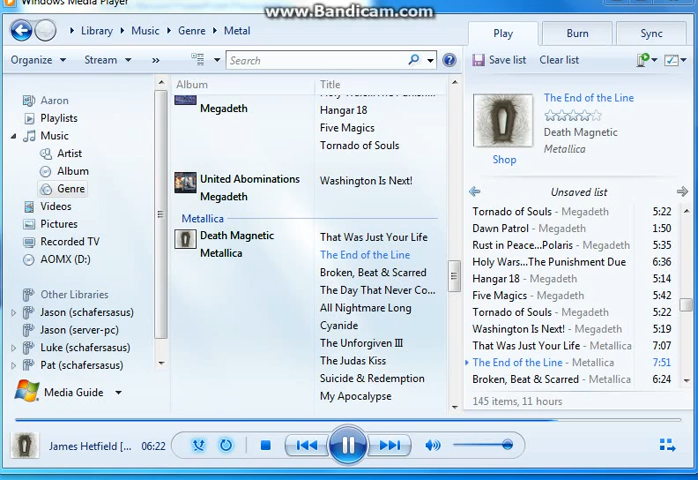 Windows Media Player
www.Bandicam.com
Library Music Genre Metal
Play Burn Sync
Organize Stream » Search
Save list Clear list
Aaron
Playlists
Music
Artist
Album
Genre
Videos
Pictures
Recorded TV
AOMX (D:)
Other Libraries
Jason (schafersasus)
Jason (server-pc)
Luke (schafersasus)
Pat (schafersasus)
Media Guide
Album Title
Megadeth
Hangar 18
Five Magics
Tornado of Souls
United Abominations
Megadeth
Washington Is Next!
Metallica
Death Magnetic
Metallica
That Was Just Your Life
The End of the Line
Broken, Beat & Scarred
The Day That Never Co...
All Nightmare Long
Cyanide
The Unforgiven III
The Judas Kiss
Suicide & Redemption
My Apocalypse
The End of the Line
Death Magnetic
Metallica
Shop
Unsaved list
Tornado of Souls - Megadeth 5:22
Dawn Patrol - Megadeth 1:50
Rust in Peace...Polaris - Megadeth 5:35
Holy Wars...The Punishment Due 6:36
Hangar 18 - Megadeth 5:14
Five Magics - Megadeth 5:42
Tornado of Souls - Megadeth 5:22
Washington Is Next! - Megadeth 5:19
That Was Just Your Life - Metallica 7:07
The End of the Line - Metallica 7:51
Broken, Beat & Scarred - Metallica 6:24
145 items, 11 hours
James Hetfield [... 06:22